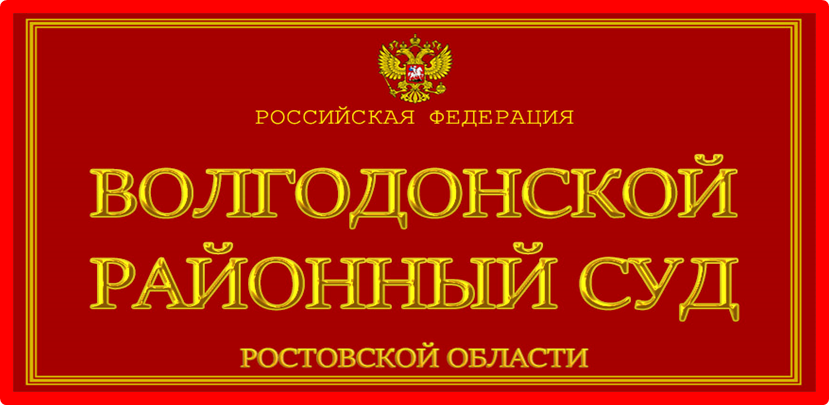 РОССИЙСКАЯ ФЕДЕРАЦИЯ
ВОЛГОДОНСКОЙ
РАЙОННЫЙ СУД
РОСТОВСКОЙ ОБЛАСТИ